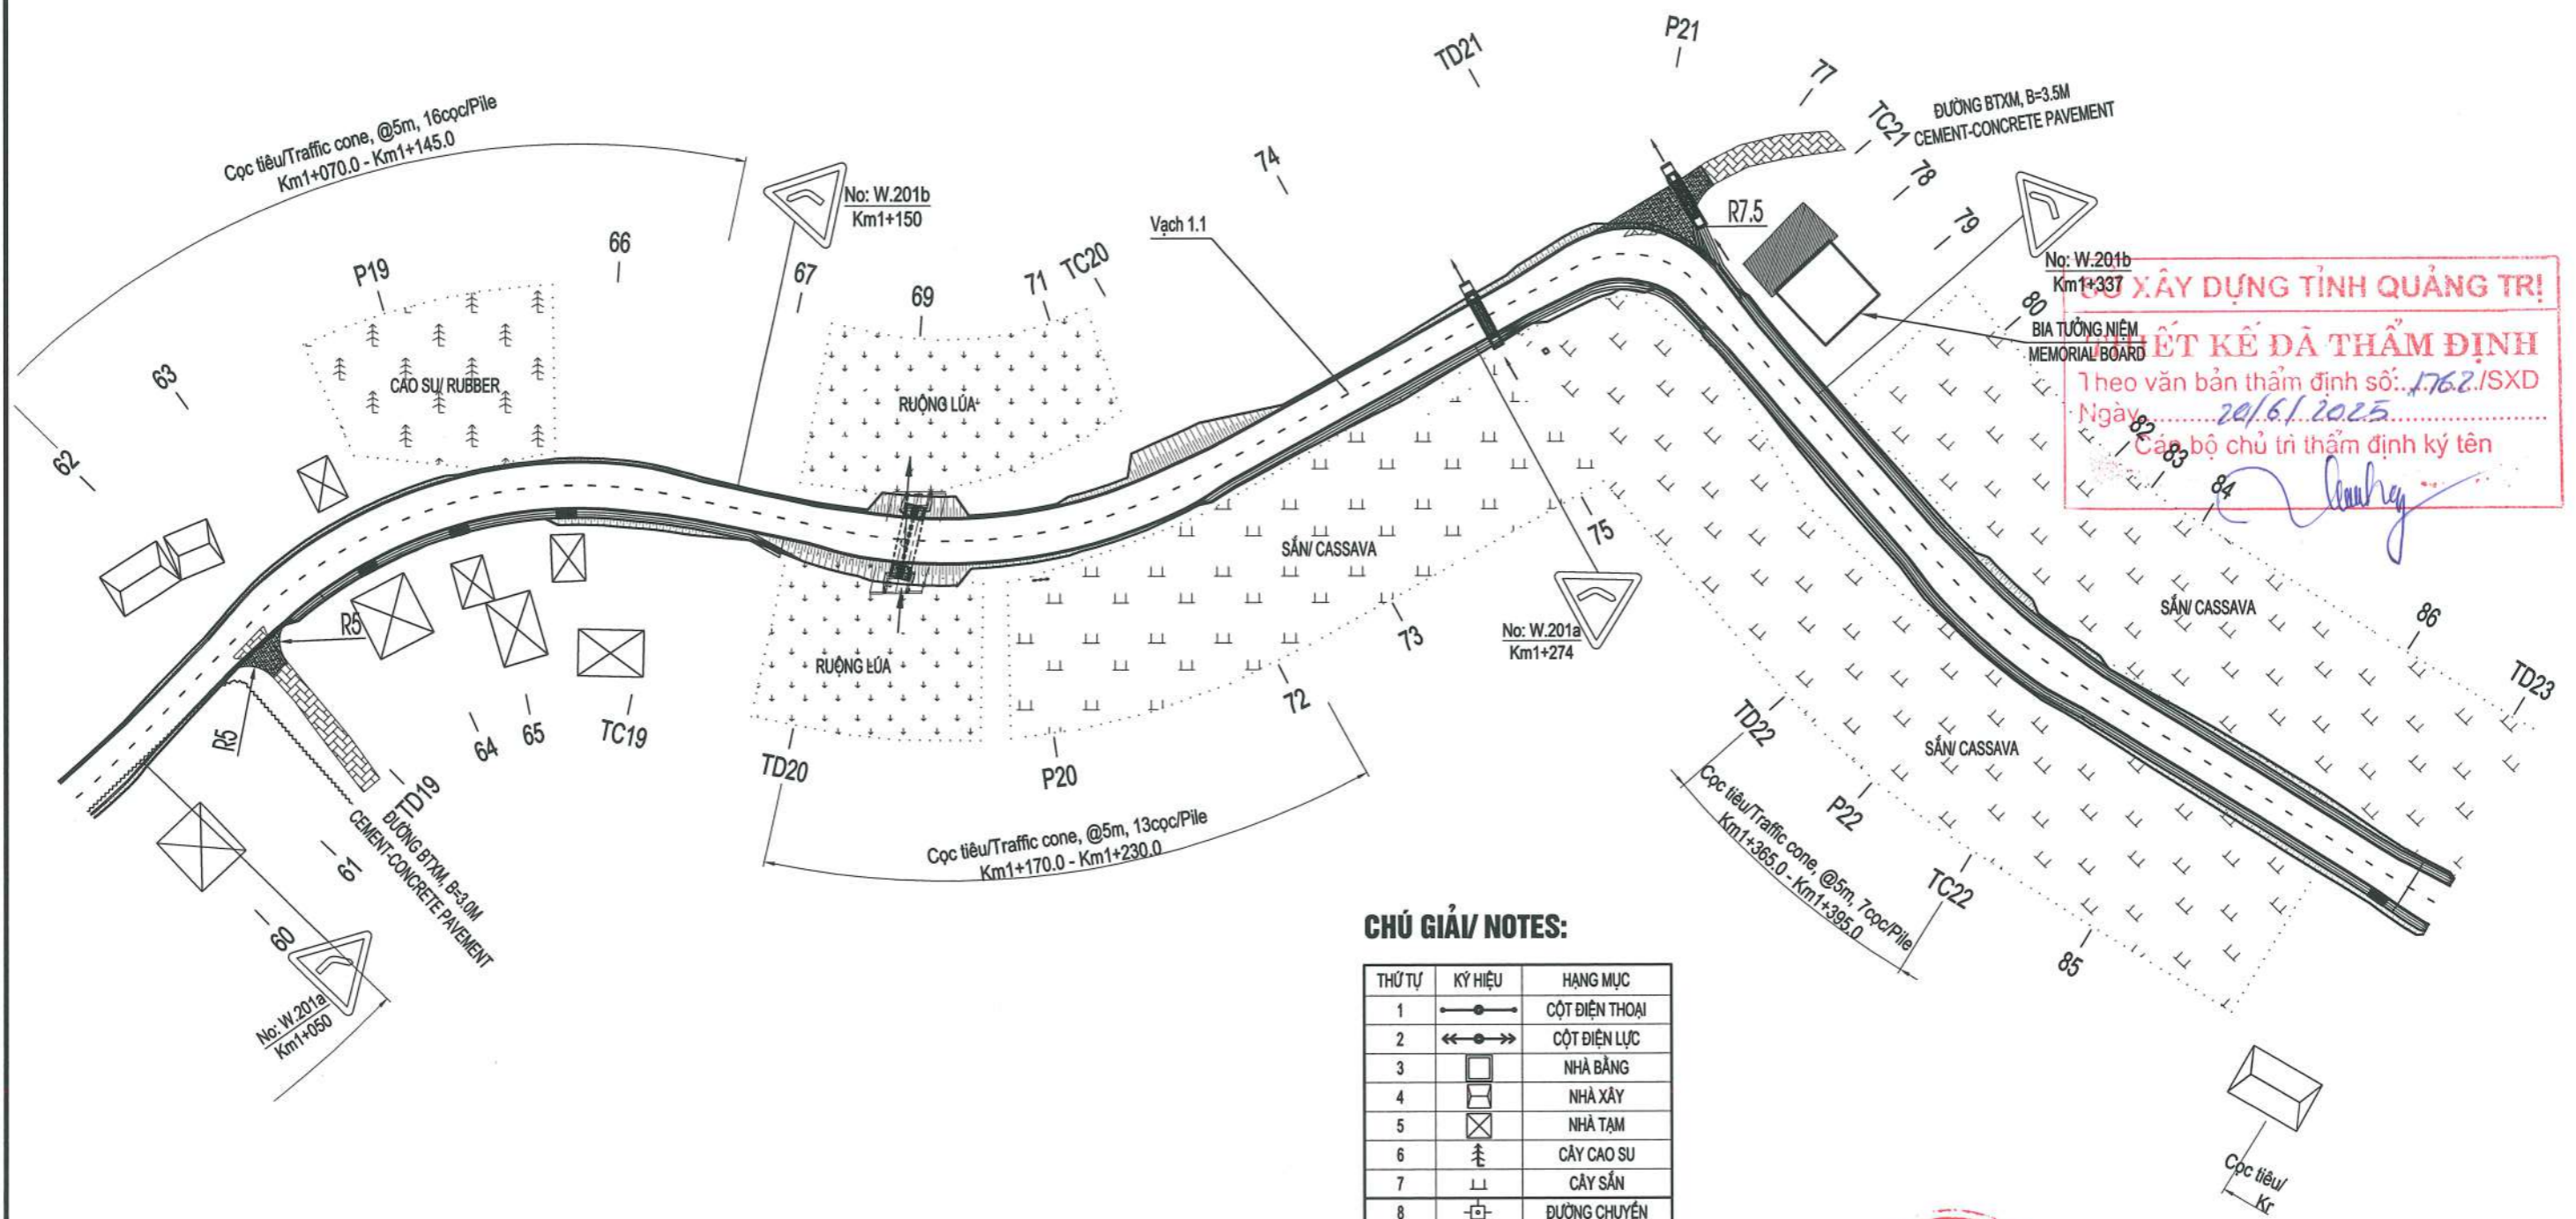 Cọc tiêu/Traffic cone, @5m, 16cọc/Pile
Km1+070.0 - Km1+145.0
62
63
P19
66
No: W.201b
Km1+150
67
69
71
TC20
74
TD21
P21
77
TC21
78
79
80
82
83
84
86
TD23
ĐƯỜNG BTXM, B=3.5M
CEMENT-CONCRETE PAVEMENT
R7.5
Vạch 1.1
No: W.201b
Km1+337
BIA TƯỞNG NIỆM
MEMORIAL BOARD
SỞ XÂY DỰNG TỈNH QUẢNG TRỊ
THIẾT KẾ ĐÃ THẨM ĐỊNH
Theo văn bản thẩm định số: 1762/SXD
Ngày 20/6/2025
Cán bộ chủ trì thẩm định ký tên
CAO SU/ RUBBER
RUỘNG LÚA
RUỘNG LÚA
SẮN/ CASSAVA
SẮN/ CASSAVA
SẮN/ CASSAVA
R5
R5
60
61
TD19
64
65
TC19
TD20
P20
72
73
75
TD22
P22
TC22
85
ĐƯỜNG BTXM, B=3.0M
CEMENT-CONCRETE PAVEMENT
No: W.201a
Km1+050
No: W.201a
Km1+274
Cọc tiêu/Traffic cone, @5m, 13cọc/Pile
Km1+170.0 - Km1+230.0
Cọc tiêu/Traffic cone, @5m, 7cọc/Pile
Km1+365.0 - Km1+395.0
CHÚ GIẢI/ NOTES:
THỨ TỰ KÝ HIỆU HẠNG MỤC
1 CỘT ĐIỆN THOẠI
2 CỘT ĐIỆN LỰC
3 NHÀ BẰNG
4 NHÀ XÂY
5 NHÀ TẠM
6 CÂY CAO SU
7 CÂY SẮN
8 ĐƯỜNG CHUYỀN
Cọc tiêu/
Kr